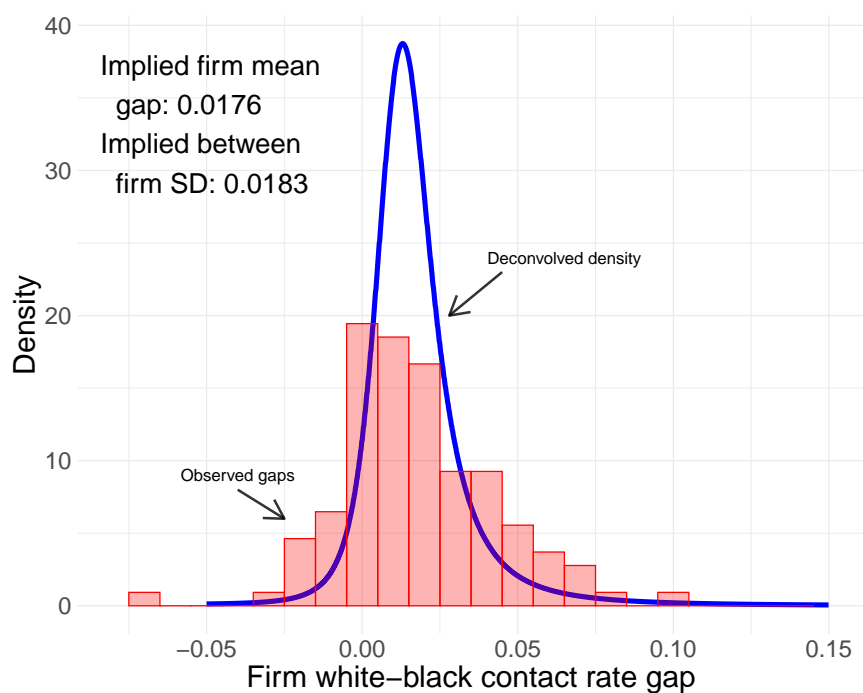 40
Implied firm mean
gap: 0.0176
Implied between
firm SD: 0.0183
30
Deconvolved density
Density
20
Observed gaps
10
0
−0.05 0.00 0.05 0.10 0.15
Firm white−black contact rate gap